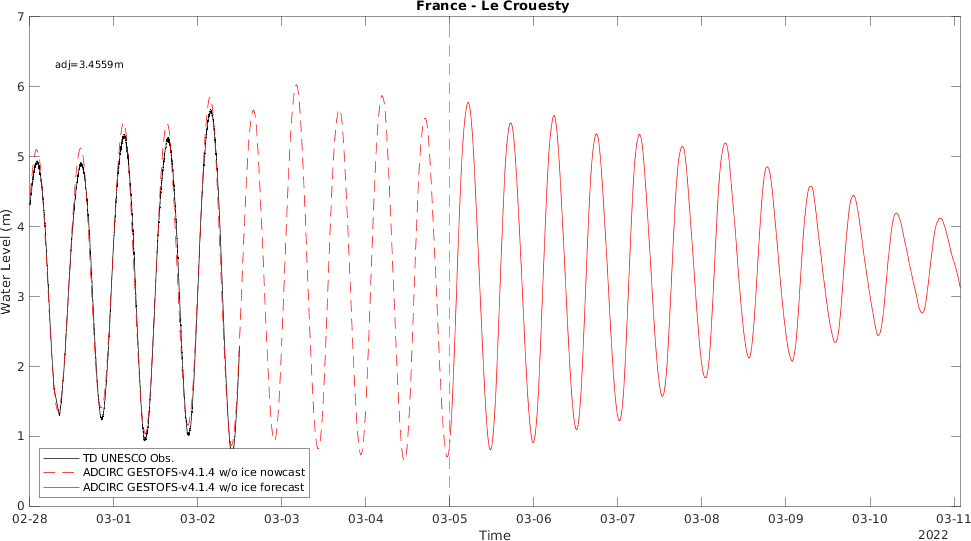 France - Le Crouesty
7
adj=3.4559m
6
5
4
Water Level (m)
3
2
1
TD UNESCO Obs.
ADCIRC GESTOFS-v4.1.4 w/o ice nowcast
ADCIRC GESTOFS-v4.1.4 w/o ice forecast
0
02-28 03-01 03-02 03-03 03-04 03-05 03-06 03-07 03-08 03-09 03-10 03-11
Time
2022